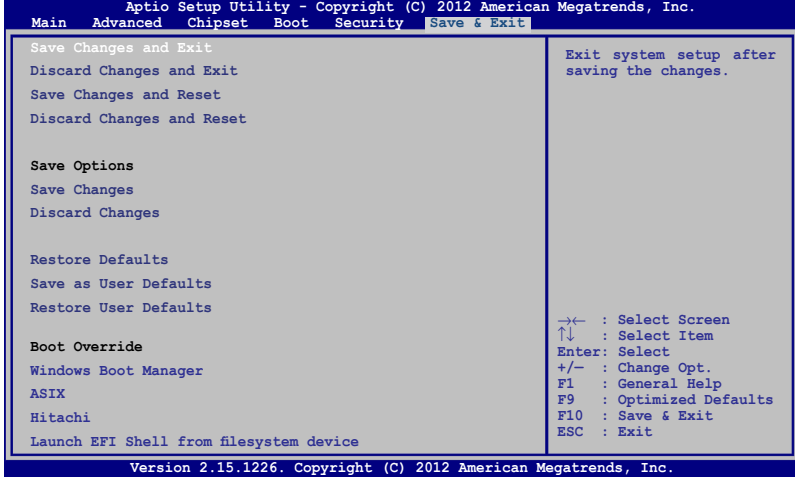 Aptio Setup Utility - Copyright (C) 2012 American Megatrends, Inc.
Main Advanced Chipset Boot Security Save & Exit
Save Changes and Exit
Discard Changes and Exit
Save Changes and Reset
Discard Changes and Reset
Save Options
Save Changes
Discard Changes
Restore Defaults
Save as User Defaults
Restore User Defaults
Boot Override
Windows Boot Manager
ASIX
Hitachi
Launch EFI Shell from filesystem device
Exit system setup after
saving the changes.
→← : Select Screen
↑↓ : Select Item
Enter: Select
+/— : Change Opt.
F1 : General Help
F9 : Optimized Defaults
F10 : Save & Exit
ESC : Exit
Version 2.15.1226. Copyright (C) 2012 American Megatrends, Inc.